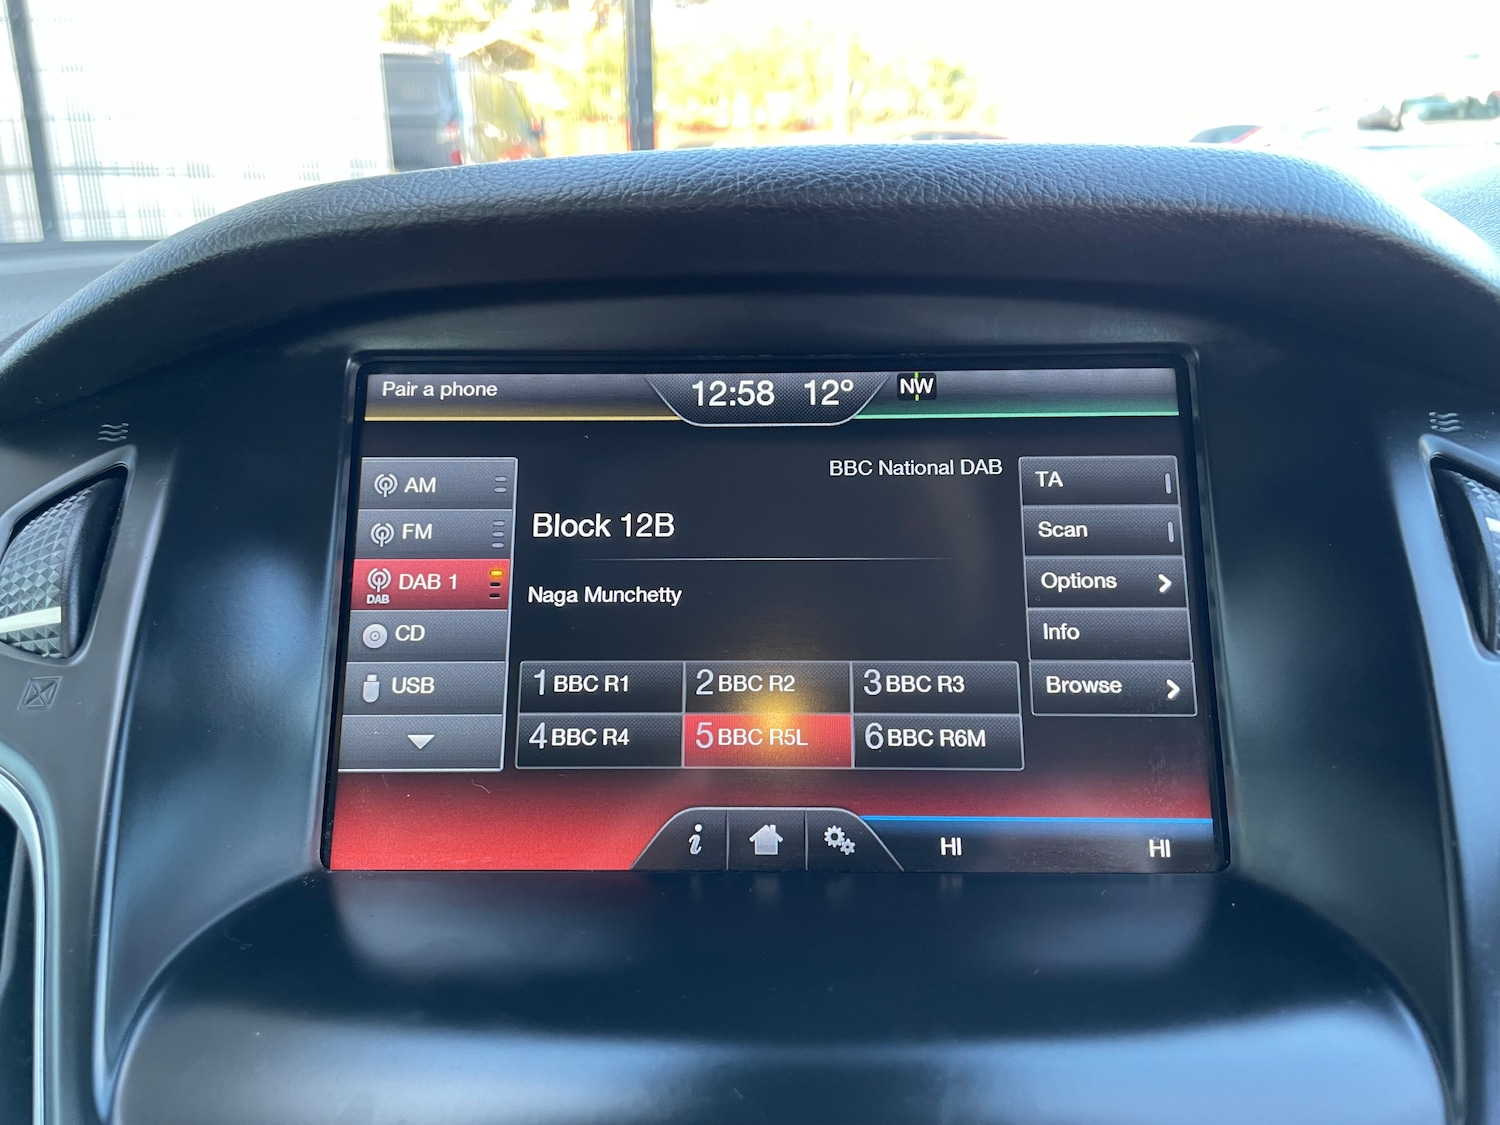 Pair a phone
12:58 12° NW
BBC National DAB
AM
FM
DAB 1
DAB
CD
USB
Block 12B
Naga Munchetty
1 BBC R1
2 BBC R2
3 BBC R3
4 BBC R4
5 BBC R5L
6 BBC R6M
TA
Scan
Options
Info
Browse
i
HI
HI